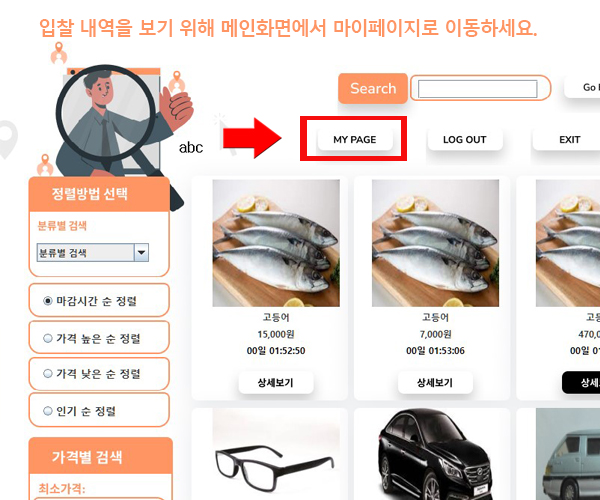 입찰 내역을 보기 위해 메인화면에서 마이페이지로 이동하세요.
Search
Go
abc
MY PAGE
LOG OUT
EXIT
정렬방법 선택
분류별 검색
분류별 검색
마감시간 순 정렬
가격 높은 순 정렬
가격 낮은 순 정렬
인기 순 정렬
가격별 검색
최소가격:
고등어
15,000원
00일 01:52:50
상세보기
고등어
7,000원
00일 01:53:06
상세보기
고등
470,0
00일 01
상세